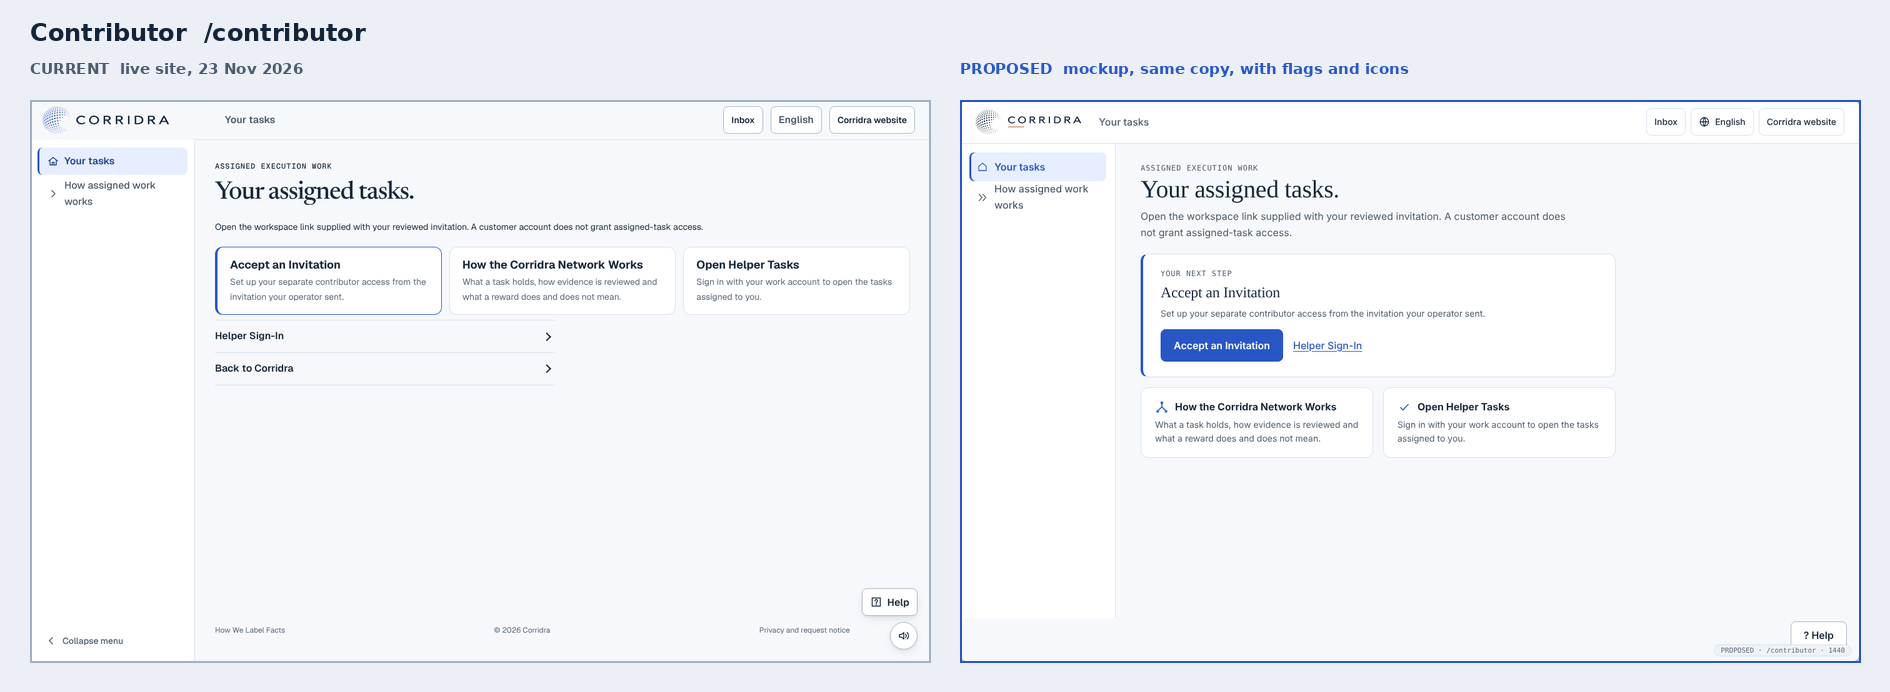 Contributor /contributor
CURRENT live site, 23 Nov 2026
CORRIDRA
Your tasks
Inbox
English
Corridra website
Your tasks
How assigned work
works
ASSIGNED EXECUTION WORK
Your assigned tasks.
Open the workspace link supplied with your reviewed invitation. A customer account does not grant assigned-task access.
Accept an Invitation
Set up your separate contributor access from the
invitation your operator sent.
How the Corridra Network Works
What a task holds, how evidence is reviewed and
what a reward does and does not mean.
Open Helper Tasks
Sign in with your work account to open the tasks
assigned to you.
Helper Sign-In
Back to Corridra
Help
How We Label Facts
© 2026 Corridra
Privacy and request notice
Collapse menu
PROPOSED mockup, same copy, with flags and icons
CORRIDRA
Your tasks
Inbox
English
Corridra website
Your tasks
How assigned work
works
ASSIGNED EXECUTION WORK
Your assigned tasks.
Open the workspace link supplied with your reviewed invitation. A customer account does
not grant assigned-task access.
YOUR NEXT STEP
Accept an Invitation
Set up your separate contributor access from the invitation your operator sent.
Accept an Invitation
Helper Sign-In
How the Corridra Network Works
What a task holds, how evidence is reviewed and
what a reward does and does not mean.
Open Helper Tasks
Sign in with your work account to open the tasks
assigned to you.
? Help
PROPOSED · /contributor · 1440